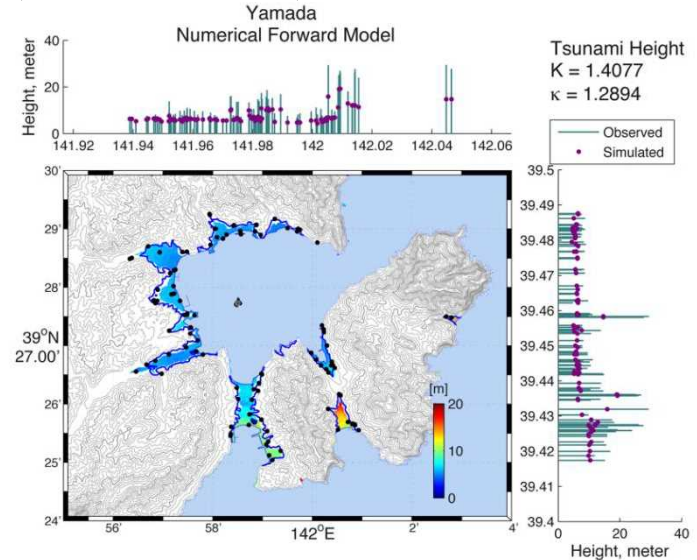 Yamada
Numerical Forward Model
Height, meter
40
20
0
141.92 141.94 141.96 141.98 142 142.02 142.04 142.06
Tsunami Height
K = 1.4077
κ = 1.2894
Observed
Simulated
30'
29'
28'
39°N
27.00'
26'
25'
24'
56' 58' 142°E 2' 4'
[m]
20
10
0
39.5
39.49
39.48
39.47
39.46
39.45
39.44
39.43
39.42
39.41
39.4
0 20 40
Height, meter